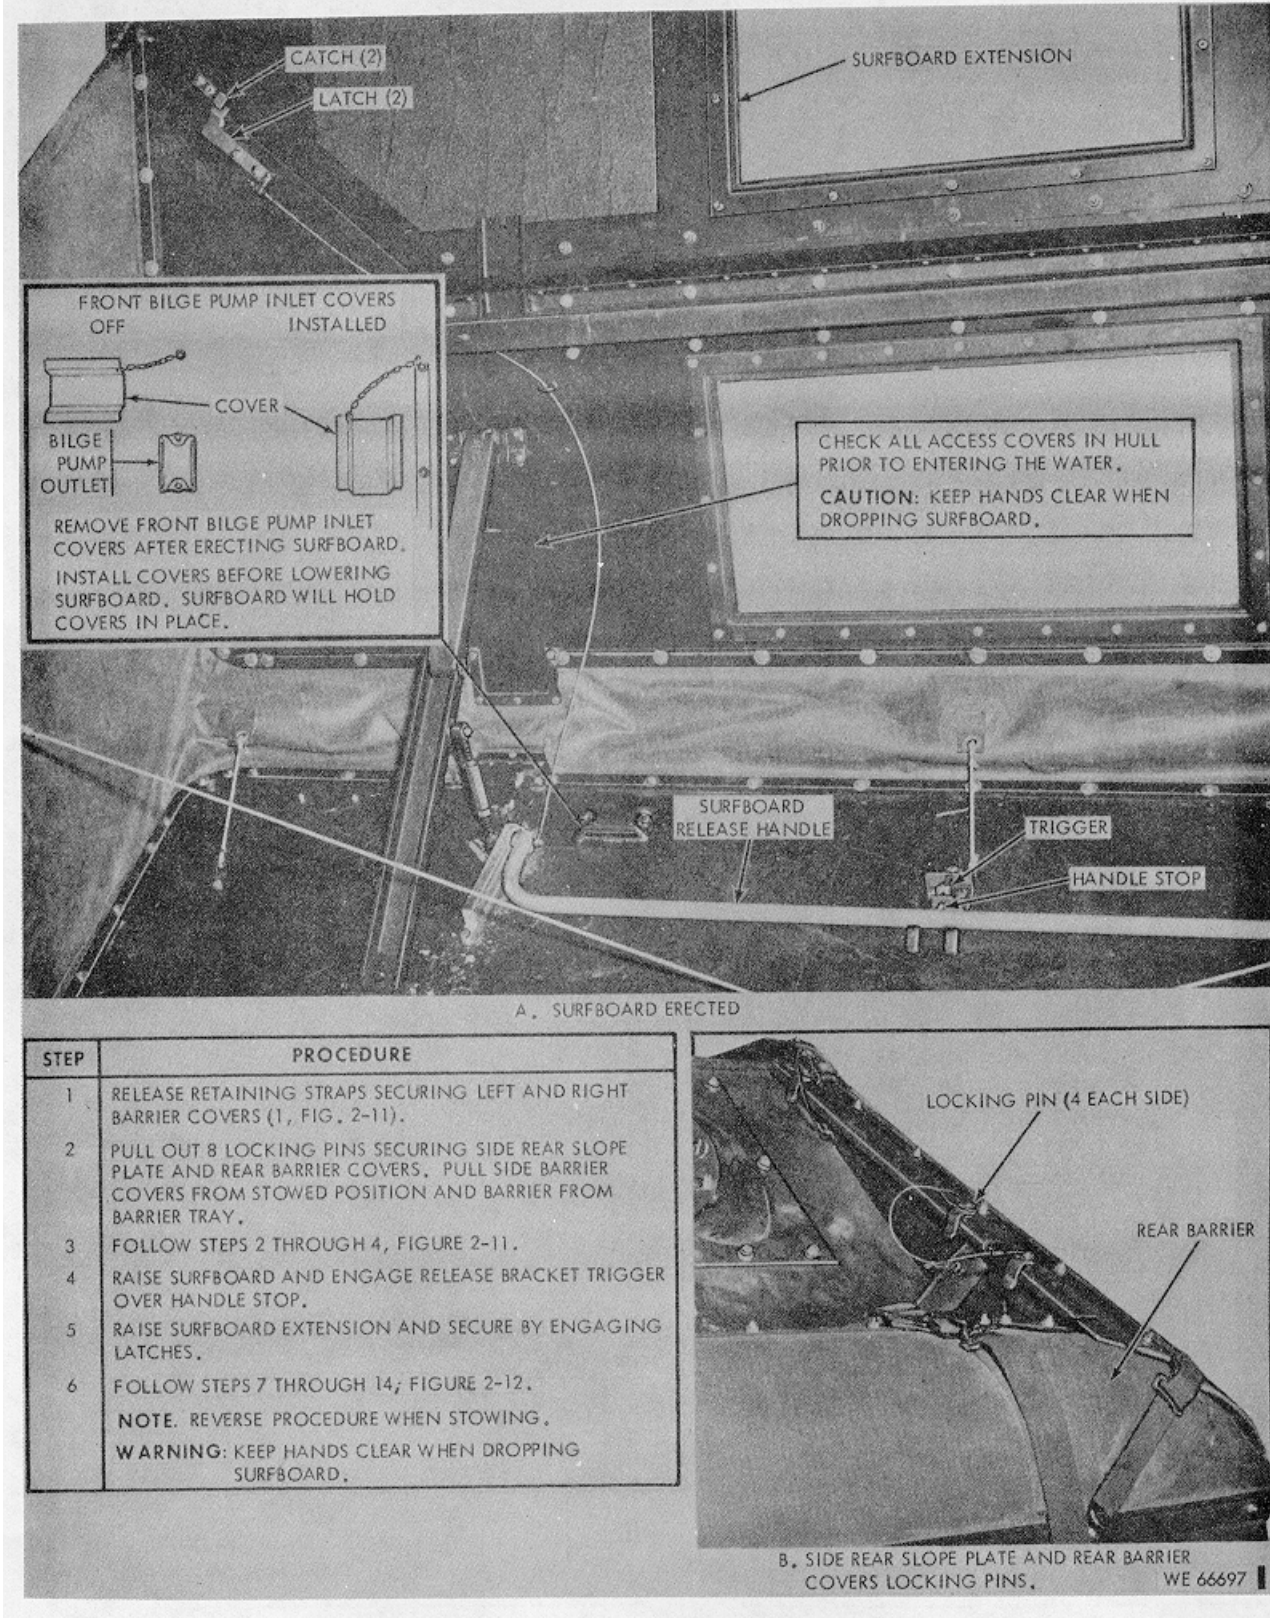 CATCH (2)
LATCH (2)
SURFBOARD EXTENSION
FRONT BILGE PUMP INLET COVERS
OFF INSTALLED
COVER
BILGE
PUMP
OUTLET
REMOVE FRONT BILGE PUMP INLET
COVERS AFTER ERECTING SURFBOARD.
INSTALL COVERS BEFORE LOWERING
SURFBOARD. SURFBOARD WILL HOLD
COVERS IN PLACE.
CHECK ALL ACCESS COVERS IN HULL
PRIOR TO ENTERING THE WATER.
CAUTION: KEEP HANDS CLEAR WHEN
DROPPING SURFBOARD.
SURFBOARD
RELEASE HANDLE
TRIGGER
HANDLE STOP
A. SURFBOARD ERECTED
STEP PROCEDURE
1 RELEASE RETAINING STRAPS SECURING LEFT AND RIGHT
BARRIER COVERS (1, FIG. 2-11).
2 PULL OUT 8 LOCKING PINS SECURING SIDE REAR SLOPE
PLATE AND REAR BARRIER COVERS. PULL SIDE BARRIER
COVERS FROM STOWED POSITION AND BARRIER FROM
BARRIER TRAY.
3 FOLLOW STEPS 2 THROUGH 4, FIGURE 2-11.
4 RAISE SURFBOARD AND ENGAGE RELEASE BRACKET TRIGGER
OVER HANDLE STOP.
5 RAISE SURFBOARD EXTENSION AND SECURE BY ENGAGING
LATCHES.
6 FOLLOW STEPS 7 THROUGH 14, FIGURE 2-12.
NOTE. REVERSE PROCEDURE WHEN STOWING.
WARNING: KEEP HANDS CLEAR WHEN DROPPING
SURFBOARD.
LOCKING PIN (4 EACH SIDE)
REAR BARRIER
B. SIDE REAR SLOPE PLATE AND REAR BARRIER
COVERS LOCKING PINS.
WE 66697